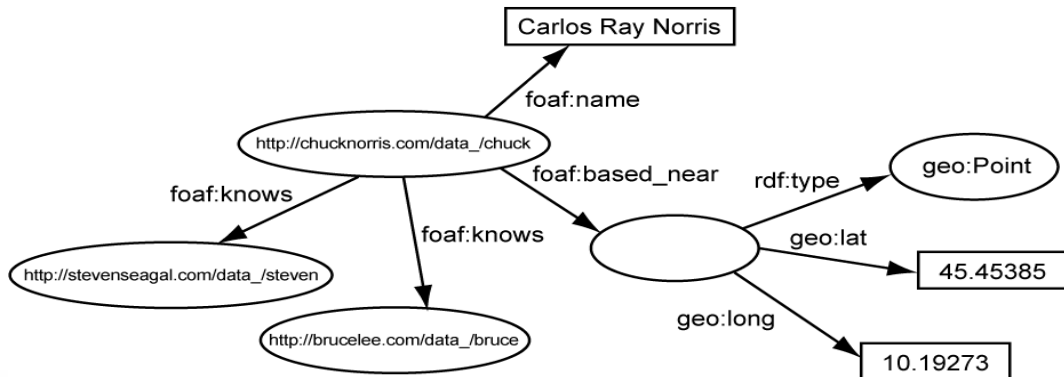 Carlos Ray Norris
foaf:name
http://chucknorris.com/data_/chuck
foaf:knows
foaf:knows
foaf:based_near
rdf:type
geo:Point
geo:lat
http://stevenseagal.com/data_/steven
45.45385
geo:long
http://brucelee.com/data_/bruce
10.19273